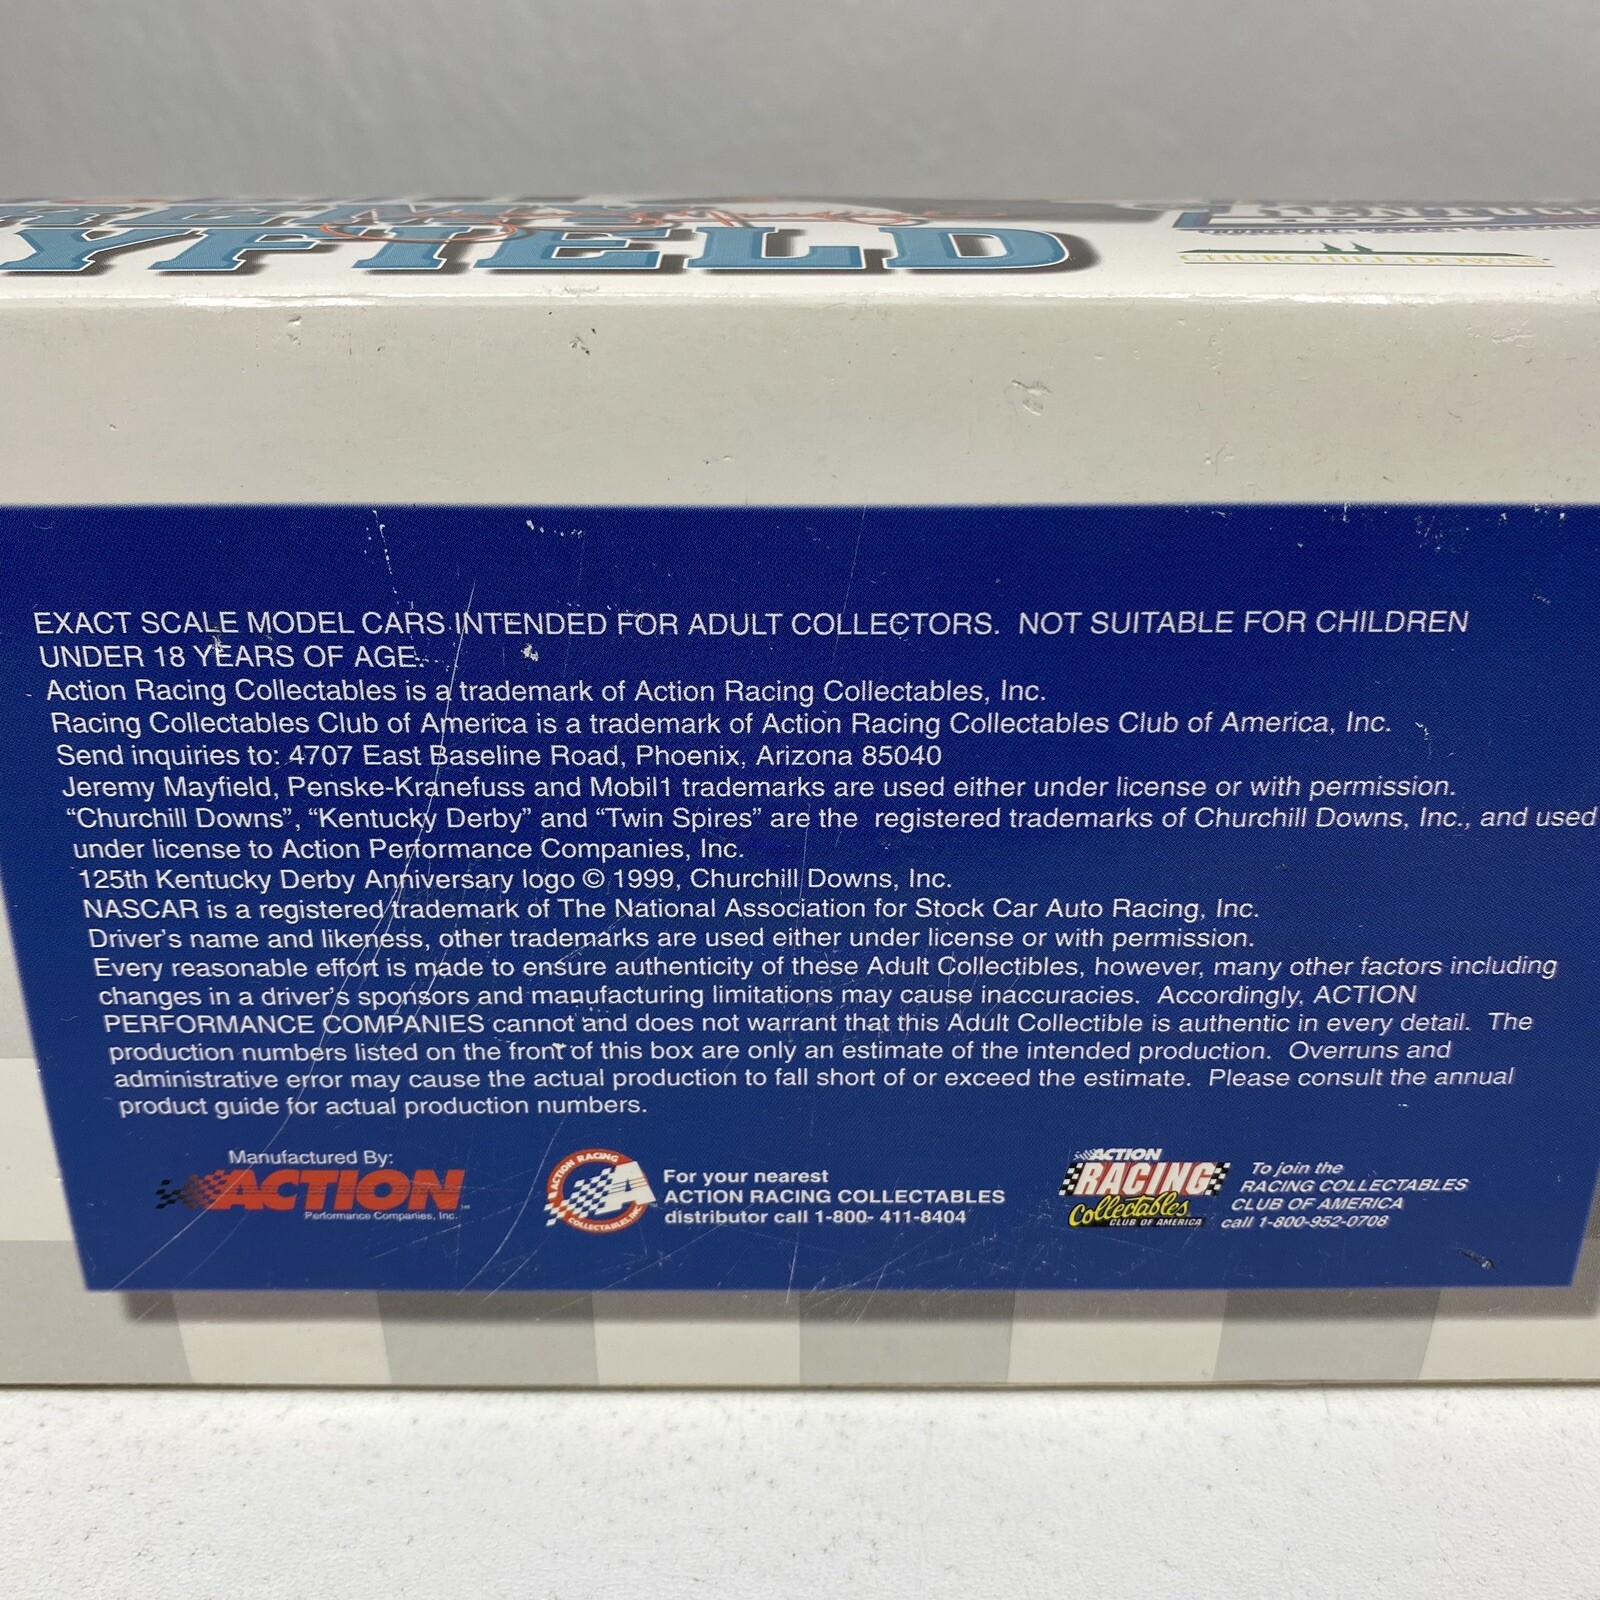 YFIELD
CHURCHILL DOWNS
EXACT SCALE MODEL CARS INTENDED FOR ADULT COLLECTORS. NOT SUITABLE FOR CHILDREN
UNDER 18 YEARS OF AGE.
Action Racing Collectables is a trademark of Action Racing Collectables, Inc.
Racing Collectables Club of America is a trademark of Action Racing Collectables Club of America, Inc.
Send inquiries to: 4707 East Baseline Road, Phoenix, Arizona 85040
Jeremy Mayfield, Penske-Kranefuss and Mobil1 trademarks are used either under license or with permission.
“Churchill Downs”, “Kentucky Derby” and “Twin Spires” are the registered trademarks of Churchill Downs, Inc., and used
under license to Action Performance Companies, Inc.
125th Kentucky Derby Anniversary logo © 1999, Churchill Downs, Inc.
NASCAR is a registered trademark of The National Association for Stock Car Auto Racing, Inc.
Driver's name and likeness, other trademarks are used either under license or with permission.
Every reasonable effort is made to ensure authenticity of these Adult Collectibles, however, many other factors including
changes in a driver's sponsors and manufacturing limitations may cause inaccuracies. Accordingly, ACTION
PERFORMANCE COMPANIES cannot and does not warrant that this Adult Collectible is authentic in every detail. The
production numbers listed on the front of this box are only an estimate of the intended production. Overruns and
administrative error may cause the actual production to fall short of or exceed the estimate. Please consult the annual
product guide for actual production numbers.
Manufactured By:
ACTION
Performance Companies, Inc.
ACTION RACING
A
COLLECTABLES, INC.
For your nearest
ACTION RACING COLLECTABLES
distributor call 1-800- 411-8404
ACTION
RACING
Collectables
CLUB OF AMERICA
To join the
RACING COLLECTABLES
CLUB OF AMERICA
call 1-800-952-0708